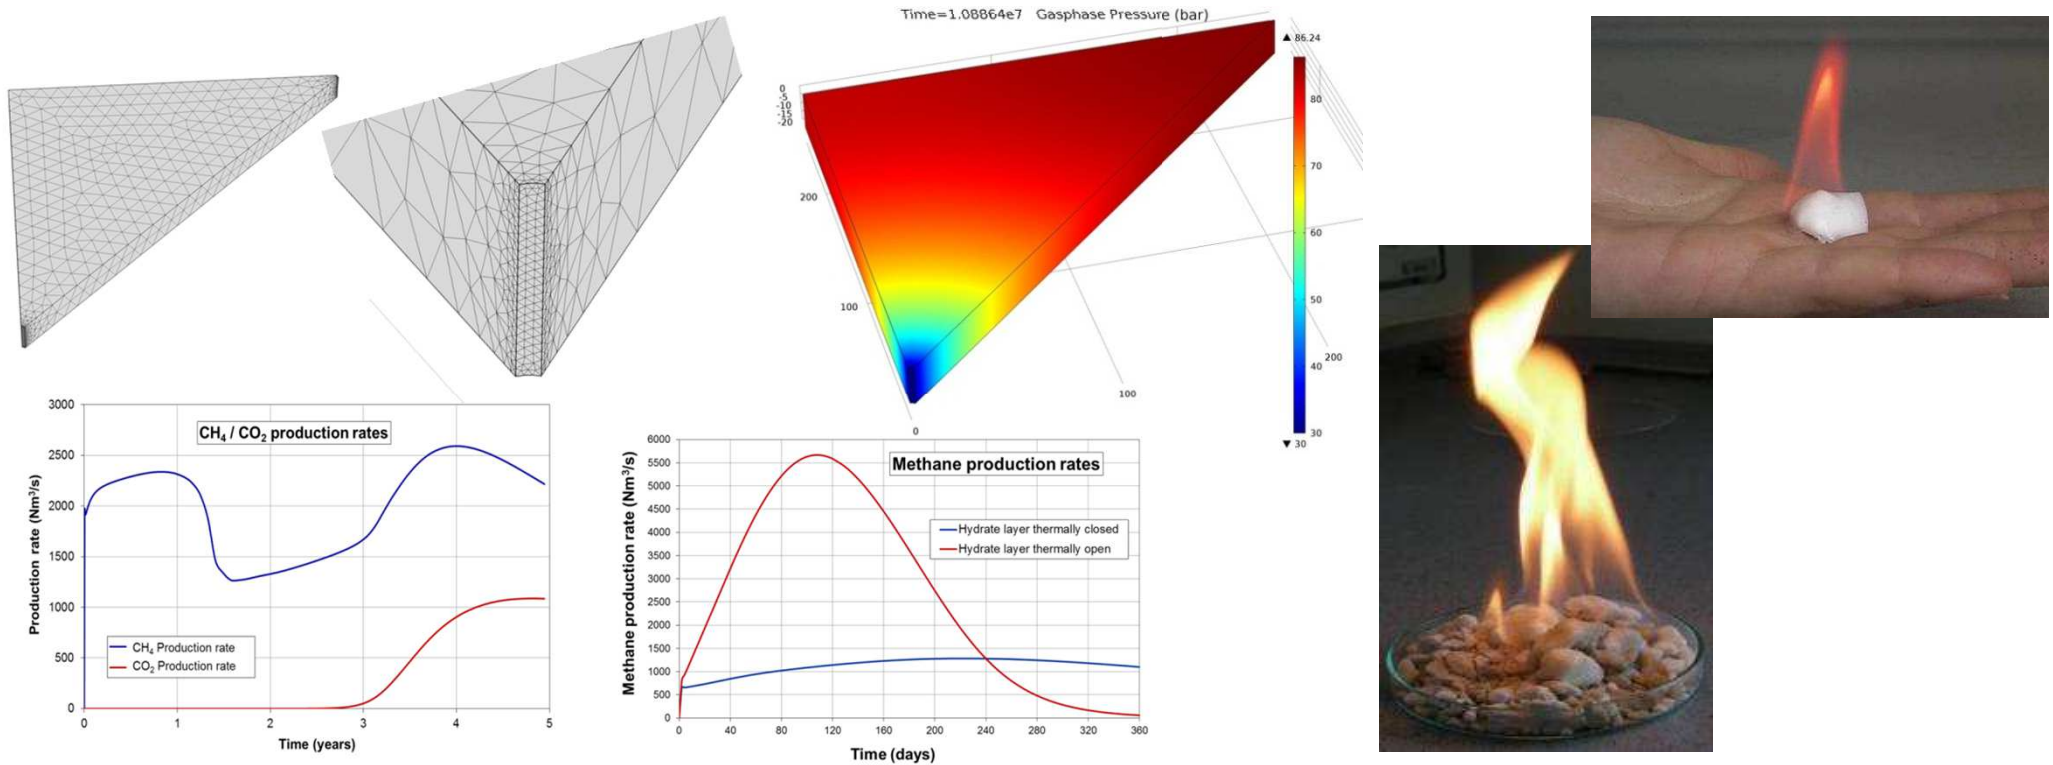 Time=1.08864e7 Gasphase Pressure (bar)
▲ 86.24
0
-5
-10
-15
-20
80
70
200
60
100
50
200
40
100
0
30
▼ 30
3000
2500
2000
1500
1000
500
0
CH₄ / CO₂ production rates
Production rate (Nm³/s)
CH₄ Production rate
CO₂ Production rate
0 1 2 3 4 5
Time (years)
6000
5500
5000
4500
4000
3500
3000
2500
2000
1500
1000
500
0
Methane production rates
Methane production rate (Nm³/s)
Hydrate layer thermally closed
Hydrate layer thermally open
0 40 80 120 160 200 240 280 320 360
Time (days)